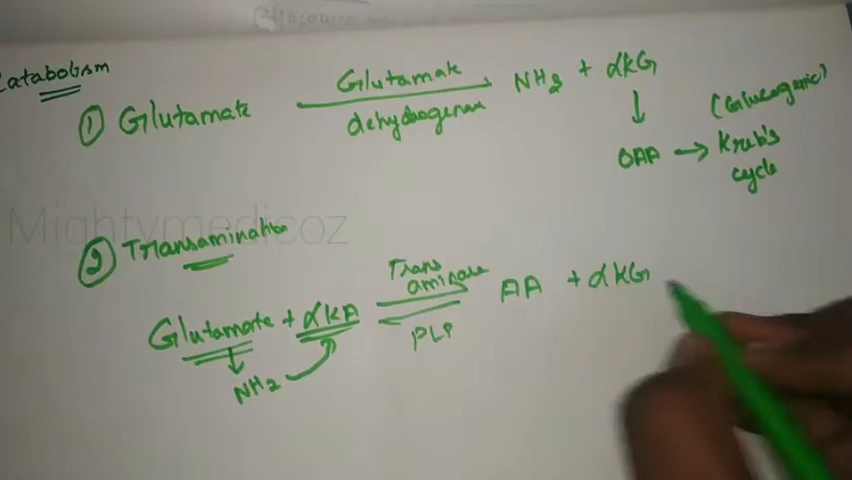 Catabolism
① Glutamate Glutamate dehydrogenase NH3 + αKG
(Glucogenic)
↓
OAA → Kreb's cycle
Mightymedicoz
② Transamination
Glutamate + αKA Trans aminase PLP AA + αKG
NH2